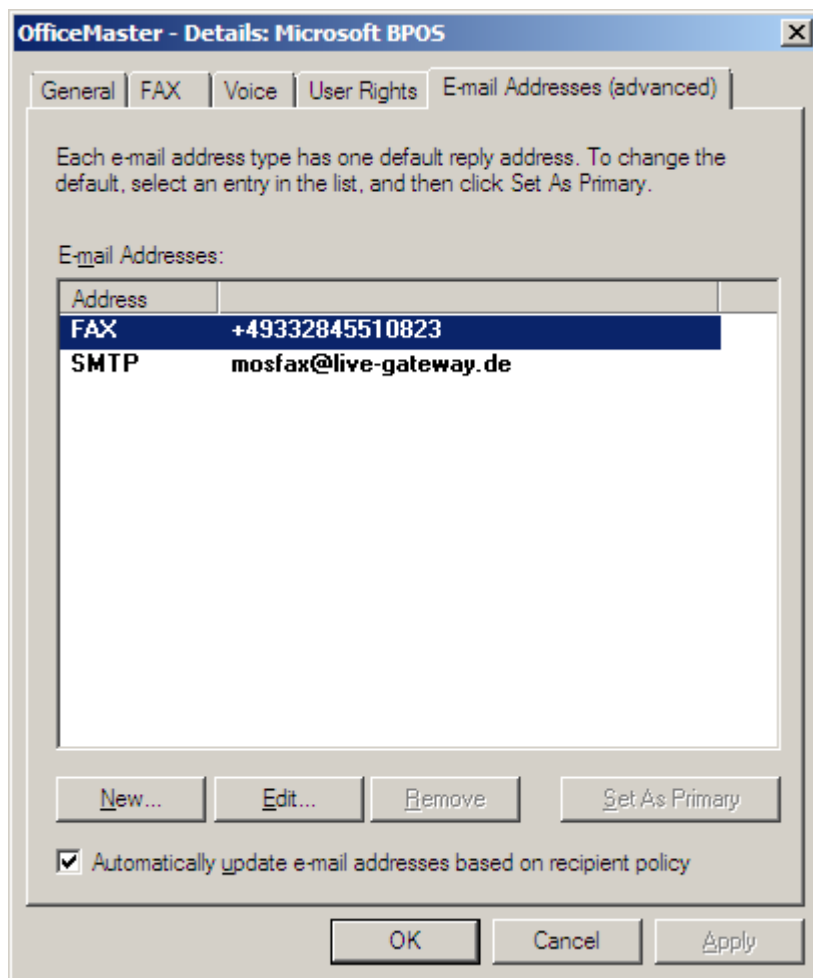 OfficeMaster - Details: Microsoft BPOS
General FAX Voice User Rights E-mail Addresses (advanced)
Each e-mail address type has one default reply address. To change the
default, select an entry in the list, and then click Set As Primary.
E-mail Addresses:
Address
FAX +49332845510823
SMTP mosfax@live-gateway.de
New... Edit... Remove Set As Primary
Automatically update e-mail addresses based on recipient policy
OK Cancel Apply